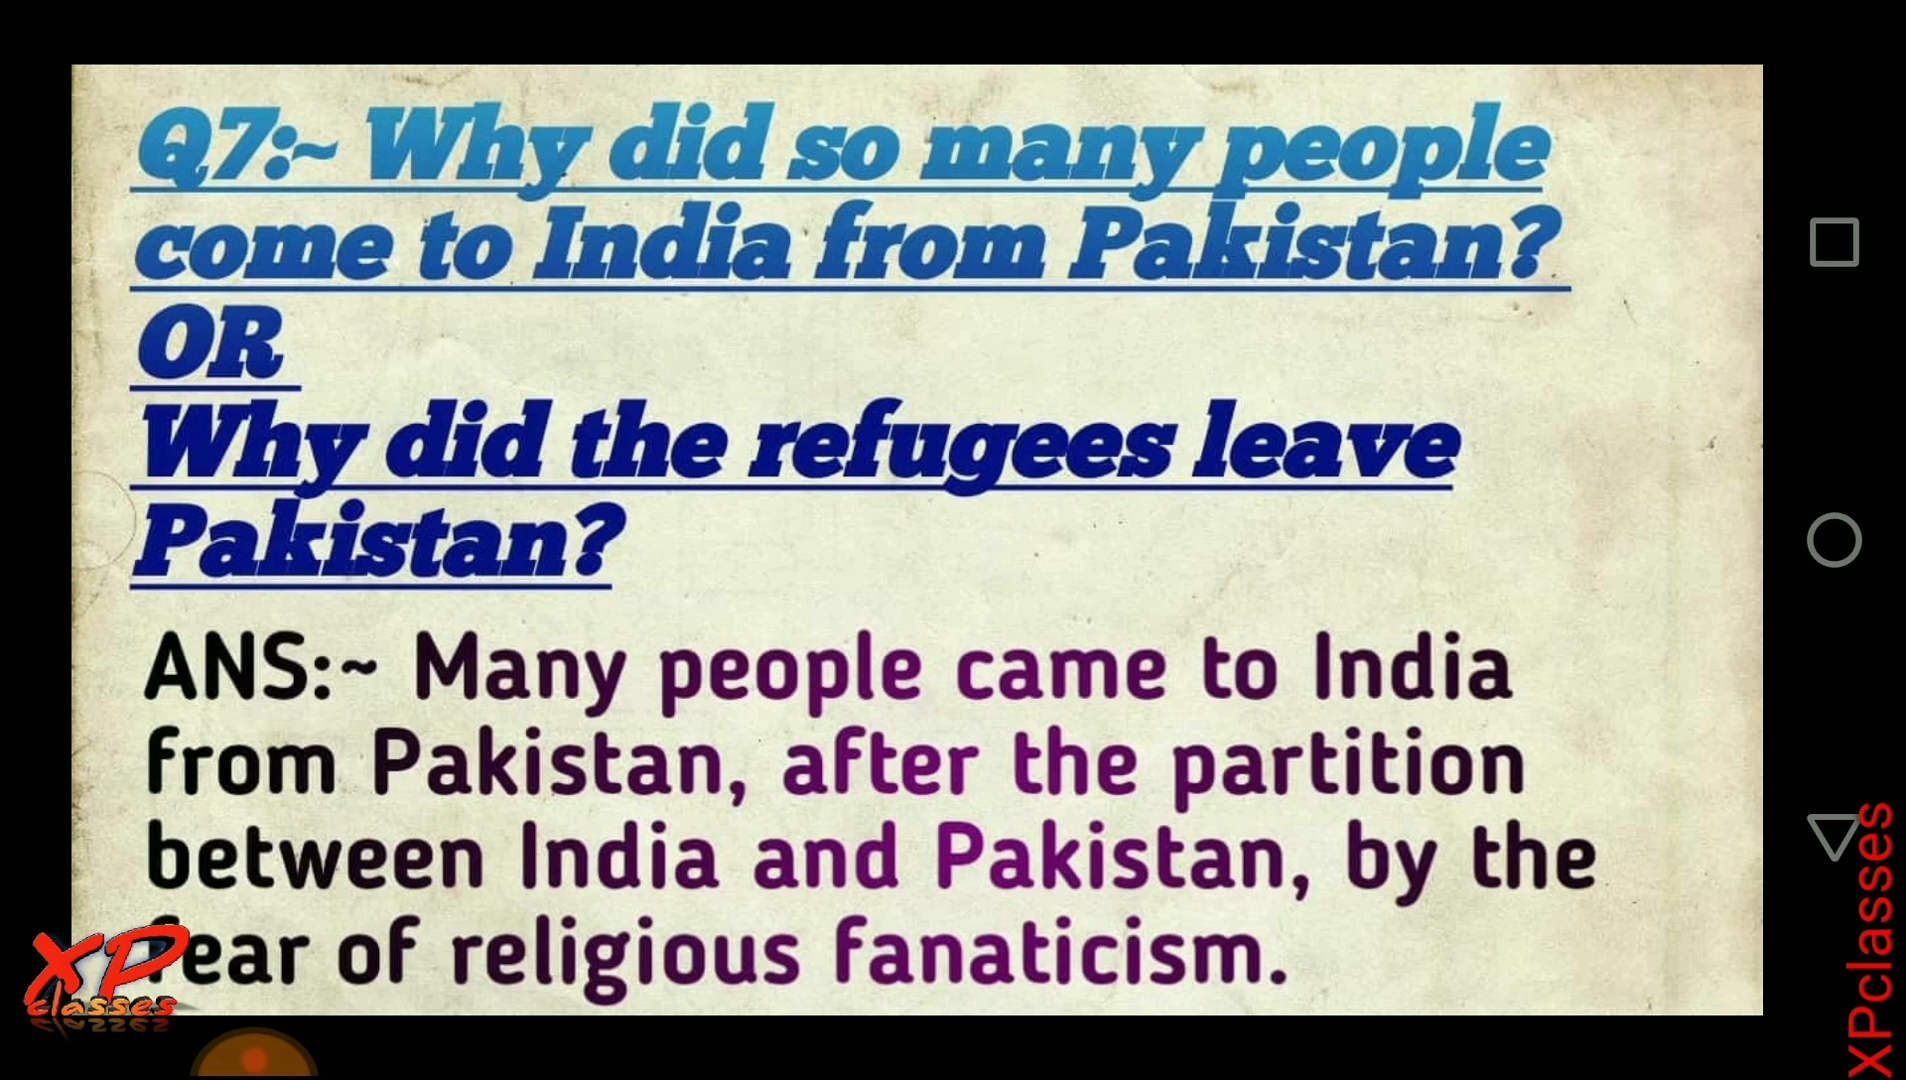 Q7:~ Why did so many people
come to India from Pakistan?
OR
Why did the refugees leave
Pakistan?
ANS:~ Many people came to India
from Pakistan, after the partition
between India and Pakistan, by the
fear of religious fanaticism.
XP
classes
XPclasses